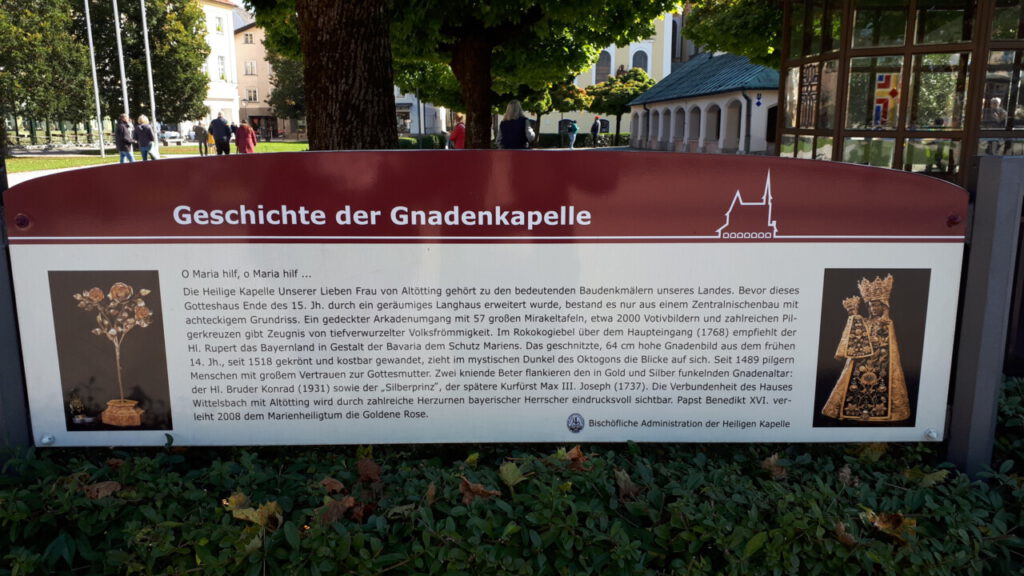 Geschichte der Gnadenkapelle
O Maria hilf, o Maria hilf ...
Die Heilige Kapelle Unserer Lieben Frau von Altötting gehört zu den bedeutenden Baudenkmälern unseres Landes. Bevor dieses
Gotteshaus Ende des 15. Jh. durch ein geräumiges Langhaus erweitert wurde, bestand es nur aus einem Zentralnischenbau mit
achteckigem Grundriss. Ein gedeckter Arkadenumgang mit 57 großen Mirakeltafeln, etwa 2000 Votivbildern und zahlreichen Pil-
gerkreuzen gibt Zeugnis von tiefverwurzelter Volksfrömmigkeit. Im Rokokogiebel über dem Haupteingang (1768) empfiehlt der
Hl. Rupert das Bayernland in Gestalt der Bavaria dem Schutz Mariens. Das geschnitzte, 64 cm hohe Gnadenbild aus dem frühen
14. Jh., seit 1518 gekrönt und kostbar gewandet, zieht im mystischen Dunkel des Oktogons die Blicke auf sich. Seit 1489 pilgern
Menschen mit großem Vertrauen zur Gottesmutter. Zwei kniende Beter flankieren den in Gold und Silber funkelnden Gnadenaltar:
der Hl. Bruder Konrad (1931) sowie der „Silberprinz", der spätere Kurfürst Max III. Joseph (1737). Die Verbundenheit des Hauses
Wittelsbach mit Altötting wird durch zahlreiche Herzurnen bayerischer Herrscher eindrucksvoll sichtbar. Papst Benedikt XVI. ver-
leiht 2008 dem Marienheiligtum die Goldene Rose.
Bischöfliche Administration der Heiligen Kapelle